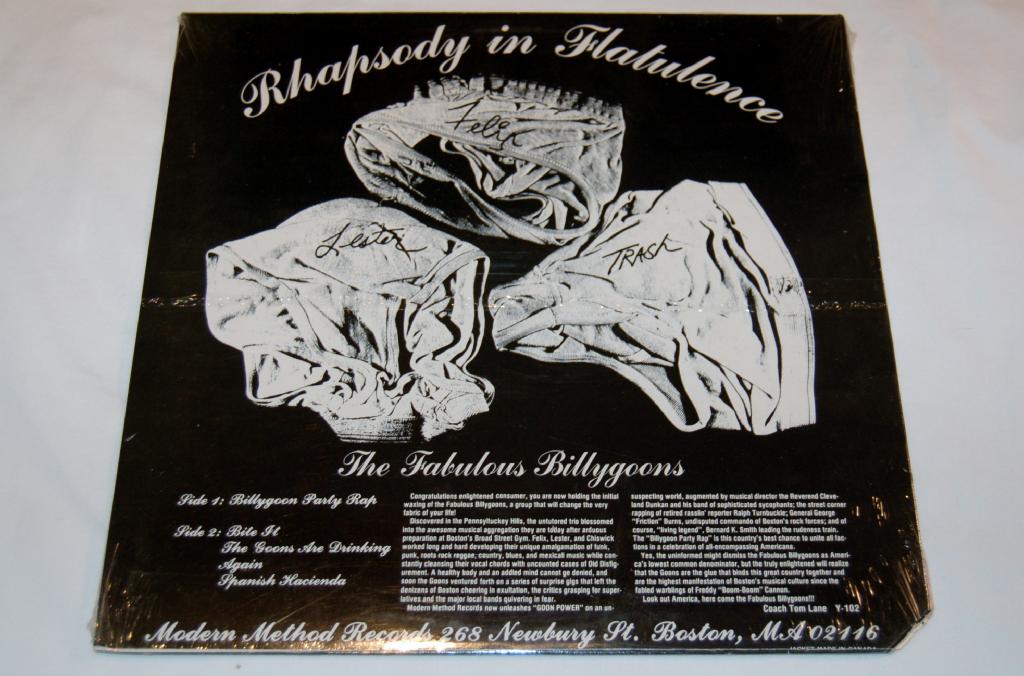 Rhapsody in Flatulence
Felix
Lester
TRASH
The Fabulous Billygoons
Side 1: Billygoon Party Rap
Side 2: Bite It
The Goons Are Drinking
Again
Spanish Hacienda
Congratulations enlightened consumer, you are now holding the initial
waxing of the Fabulous Billygoons, a group that will change the very
fabric of your life!
Discovered in the Pennsyltuckey Hills, the untutored trio blossomed
into the awesome musical aggregation they are today after arduous
preparation at Boston's Broad Street Gym. Felix, Lester, and Chiswick
worked long and hard developing their unique amalgamation of funk,
punk, roots rock reggae, country, blues, and mexicali music while con-
stantly cleansing their vocal chords with uncounted cases of Old Disfig-
urement. A healthy body and an addled mind cannot ge denied, and
soon the Goons ventured forth on a series of surprise gigs that left the
denizens of Boston cheering in exultation, the critics grasping for super-
latives and the major local bands quivering in fear.
Modern Method Records now unleashes "GOON POWER" on an un-
suspecting world, augmented by musical director the Reverend Cleve-
land Dunkan and his band of sophisticated sycophants; the street corner
rapping of retired rasslin' reporter Ralph Turnbuckle; General George
"Friction" Burns, undisputed commando of Boston's rock forces; and of
course, "living legend", Bernard K. Smith leading the rudeness train.
The "Billygoon Party Rap" is this country's best chance to unite all fac-
tions in a celebration of all-encompassing Americana.
Yes, the uninformed might dismiss the Fabulous Billygoons as Ameri-
ca's lowest common denominator, but the truly enlightened will realize
that the Goons are the glue that binds this great country together and
are the highest manifestation of Boston's musical culture since the
fabled warblings of Freddy "Boom-Boom" Cannon.
Look out America, here come the Fabulous Billygoons!!!
Coach Tom Lane Y-102
Modern Method Records 268 Newbury St. Boston, MA 02116
JACKET MADE IN CANADA